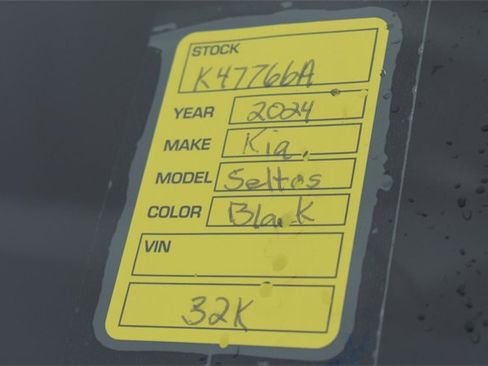 STOCK
K47766A
YEAR 2024
MAKE Kia
MODEL Seltos
COLOR Black
VIN
32K